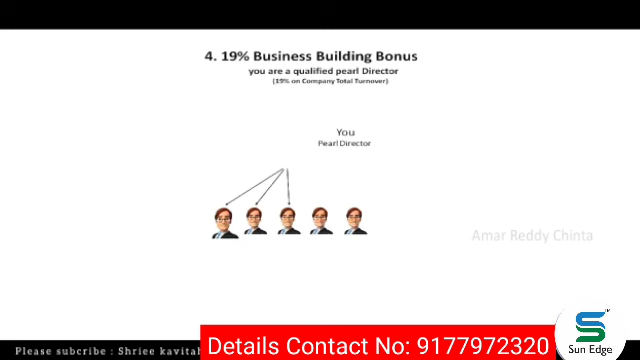 4. 19% Business Building Bonus
you are a qualified pearl Director
(19% on Company Total Turnover)
You
Pearl Director
Amar Reddy Chinta
Please subcribe : Shriee kavitah
Details Contact No: 9177972320
Sun Edge